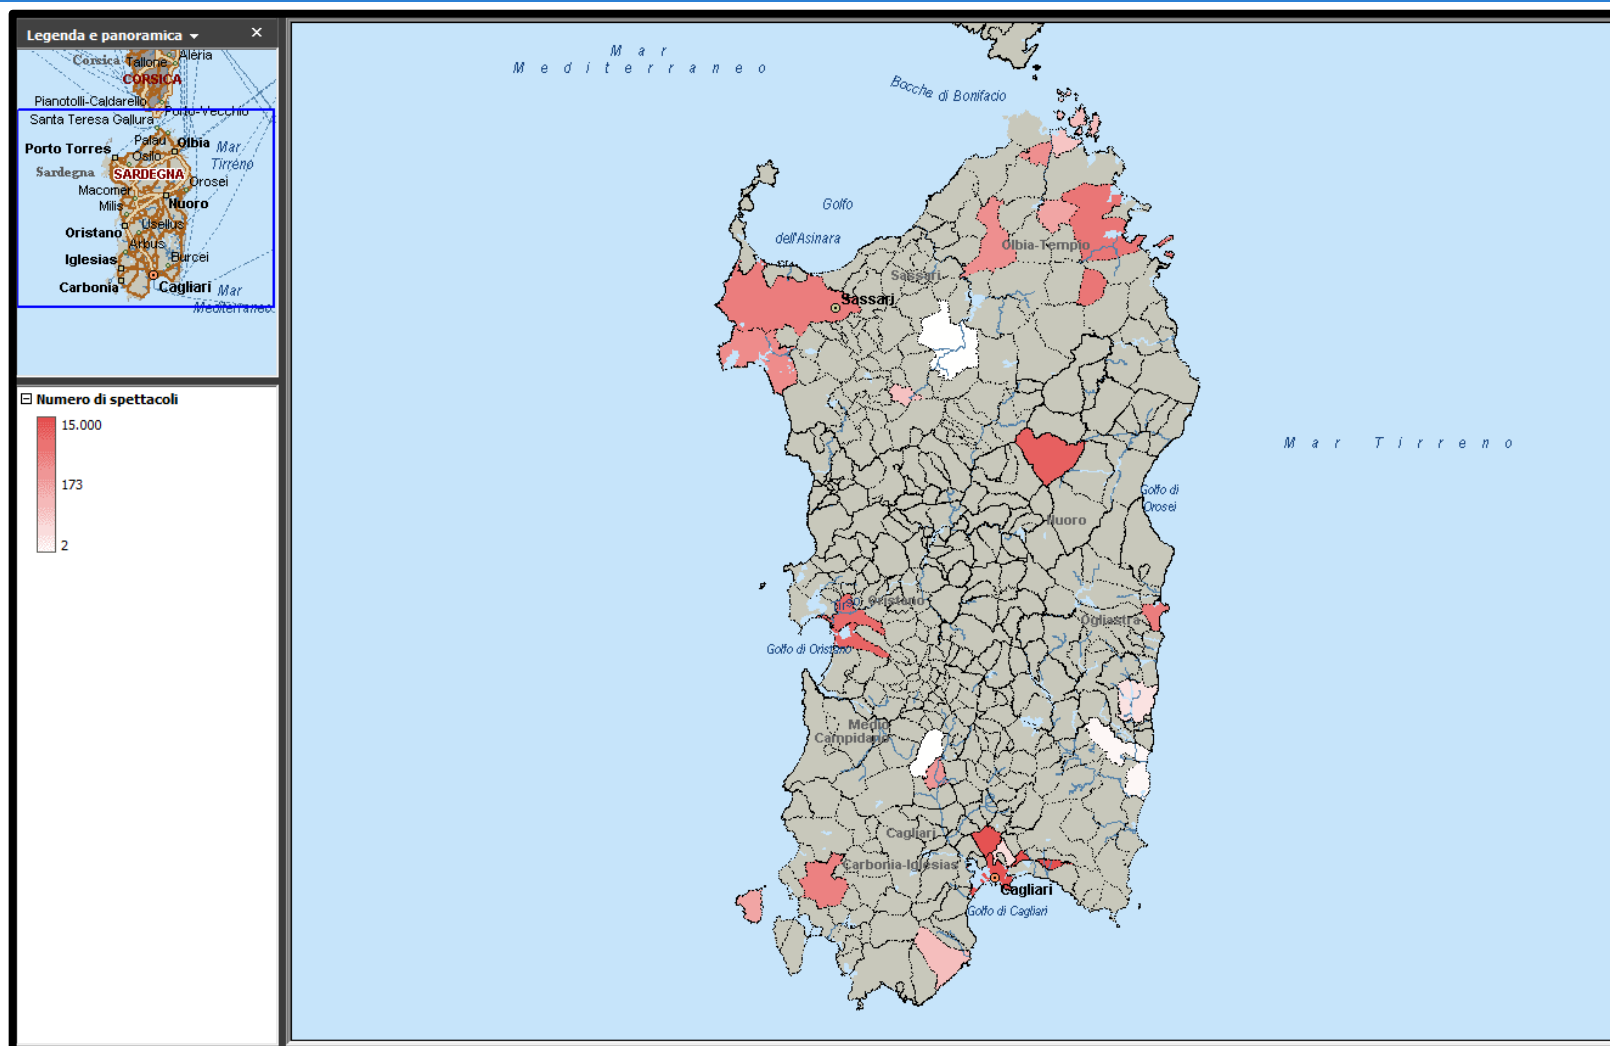 Legenda e panoramica
Corsica
Aléria
Tallone
CORSICA
Pianotolli-Caldarello
Porto-Vecchio
Santa Teresa Gallura
Palau
Olbia
Mar
Tirreno
Porto Torres
Osilo
Sardegna
SARDEGNA
Orosei
Macomer
Milis
Nuoro
Usellus
Oristano
Arbus
Iglesias
Burcei
Carbonia
Cagliari
Mar
Mediterraneo
Numero di spettacoli
15.000
173
2
Mar
Mediterraneo
Bocche di Bonifacio
Golfo
dell'Asinara
Olbia-Tempio
Sassari
Sassari
Mar Tirreno
Golfo di
Orosei
Nuoro
Oristano
Ogliastra
Golfo di Oristano
Medio
Campidano
Cagliari
Carbonia-Iglesias
Cagliari
Golfo di Cagliari